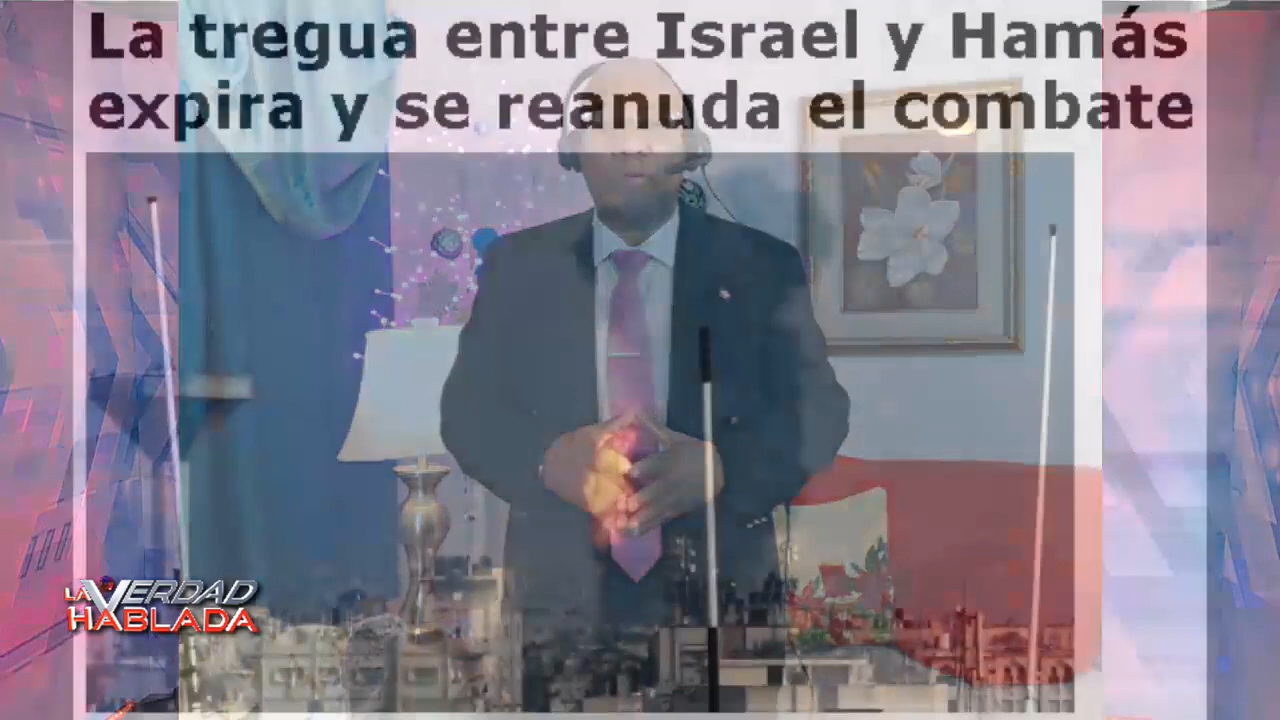 La tregua entre Israel y Hamás
expira y se reanuda el combate
LA VERDAD
HABLADA